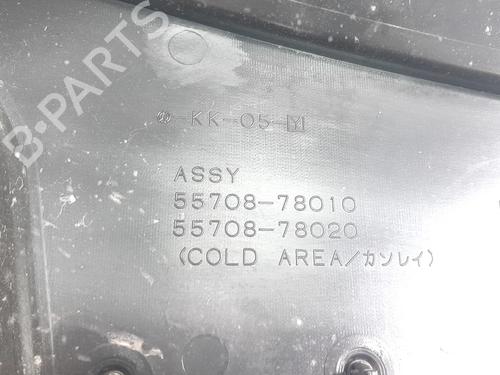 B-PARTS
KK-05 M
ASSY
55708-78010
55708-78020
(COLD AREA/カンレイ)